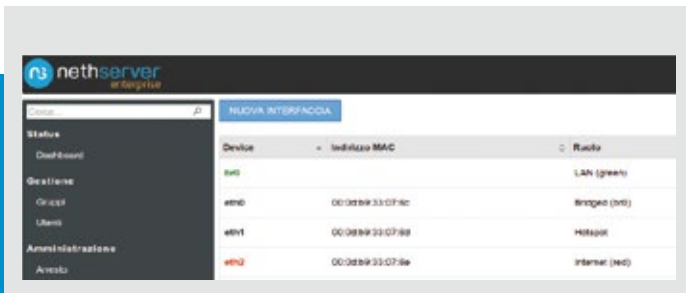 nethserver
enterprise
Cerca...
NUOVA INTERFACCIA
Status
Dashboard
Gestione
Gruppi
Utenti
Amministrazione
Arresto
Device Indirizzo MAC Ruolo
br0 LAN (green)
eth0 00:0d:b9:33:07:6c Bridged (br0)
eth1 00:0d:b9:33:07:6d Hotspot
eth2 00:0d:b9:33:07:6e Internet (red)